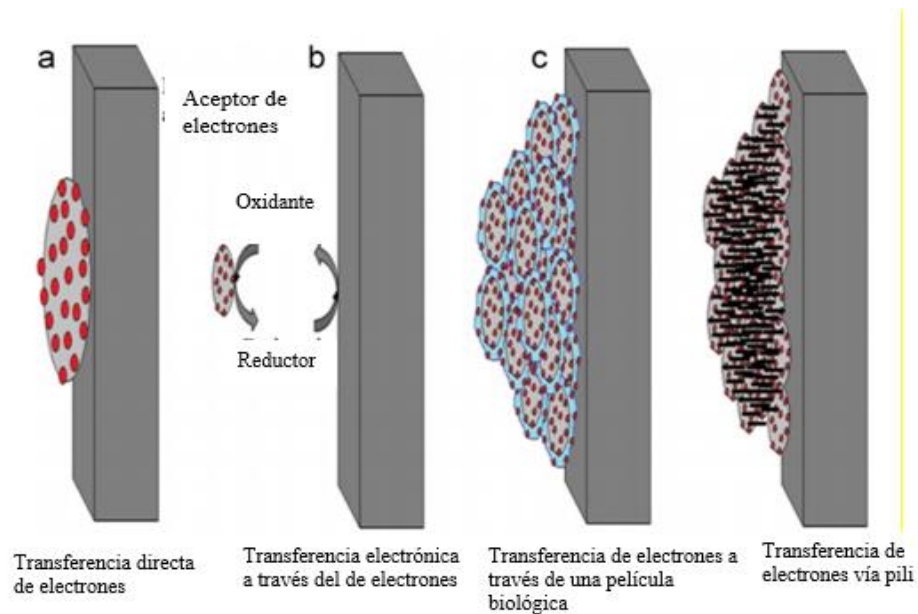 a
b
c
Aceptor de
electrones
Oxidante
Reductor
Transferencia directa
de electrones
Transferencia electrónica
a través del de electrones
Transferencia de electrones a
través de una película
biológica
Transferencia de
electrones vía pili